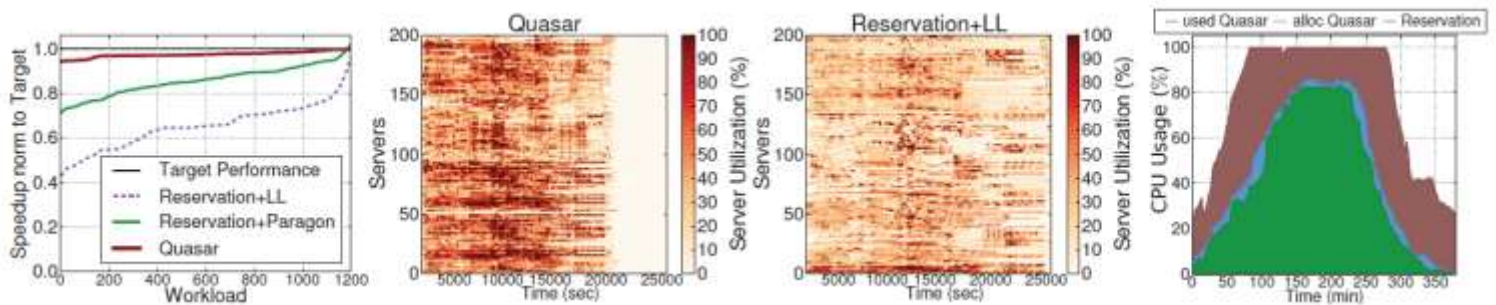 Speedup norm to Target
1.0
0.8
0.6
0.4
0.2
0.0
Target Performance
Reservation+LL
Reservation+Paragon
Quasar
0 200 400 600 800 1000 1200
Workload
Quasar
Servers
200
150
100
50
0
5000 10000 15000 20000 25000
Time (sec)
100
90
80
70
60
50
40
30
20
10
0
Server Utilization (%)
Reservation+LL
Servers
200
150
100
50
0
5000 10000 15000 20000 25000
Time (sec)
100
90
80
70
60
50
40
30
20
10
0
Server Utilization (%)
used Quasar alloc Quasar Reservation
CPU Usage (%)
100
80
60
40
20
0
0 50 100 150 200 250 300 350
Time (min)